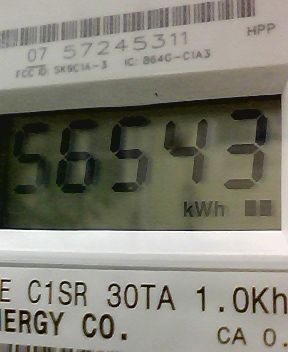 HPP
07 57245311
FCC ID: SK9C1A-3 IC: 864G-C1A3
56543
kWh
E C1SR 30TA 1.0Kh
NERGY CO.
CA 0.